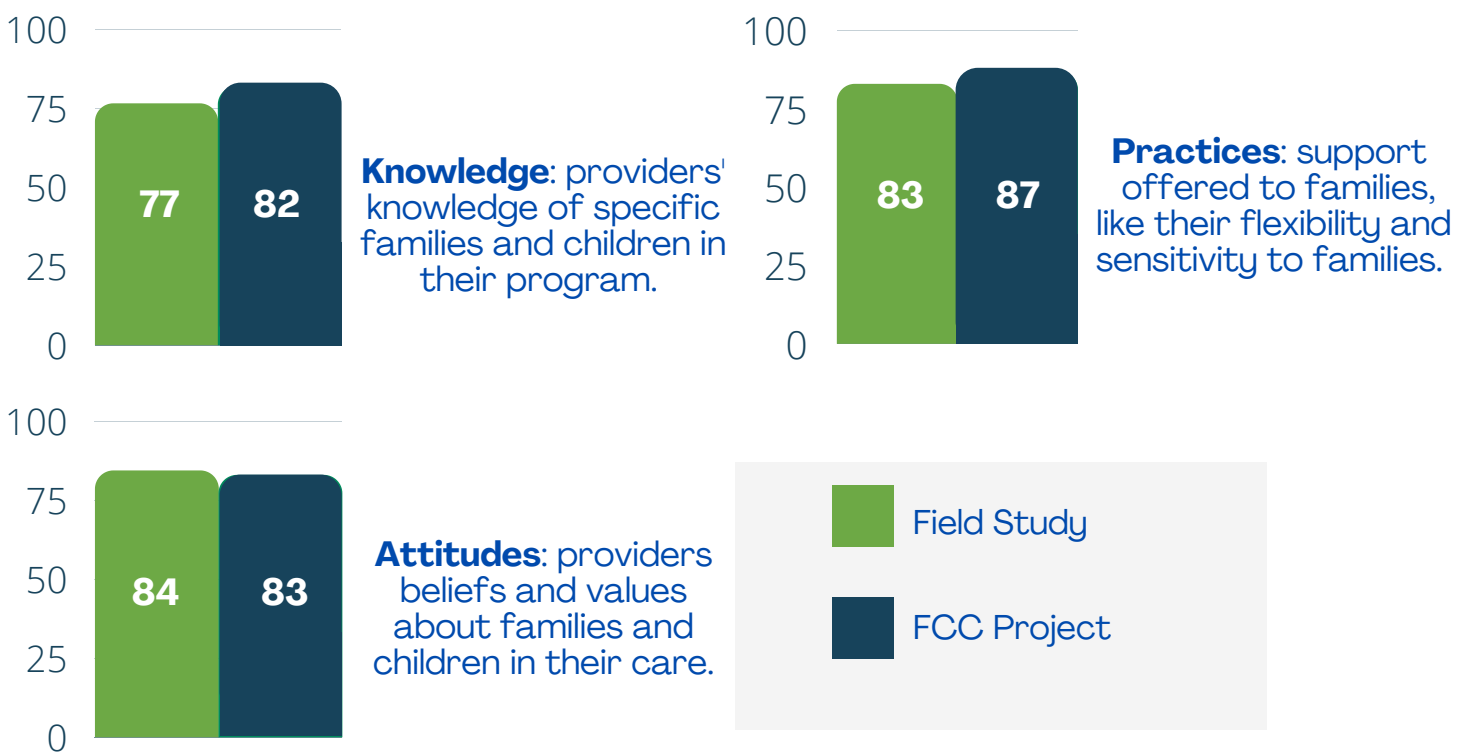 100
75
50
25
0
77
82
Knowledge: providers'
knowledge of specific
families and children in
their program.
100
75
50
25
0
83
87
Practices: support
offered to families,
like their flexibility and
sensitivity to families.
100
75
50
25
0
84
83
Attitudes: providers
beliefs and values
about families and
children in their care.
Field Study
FCC Project